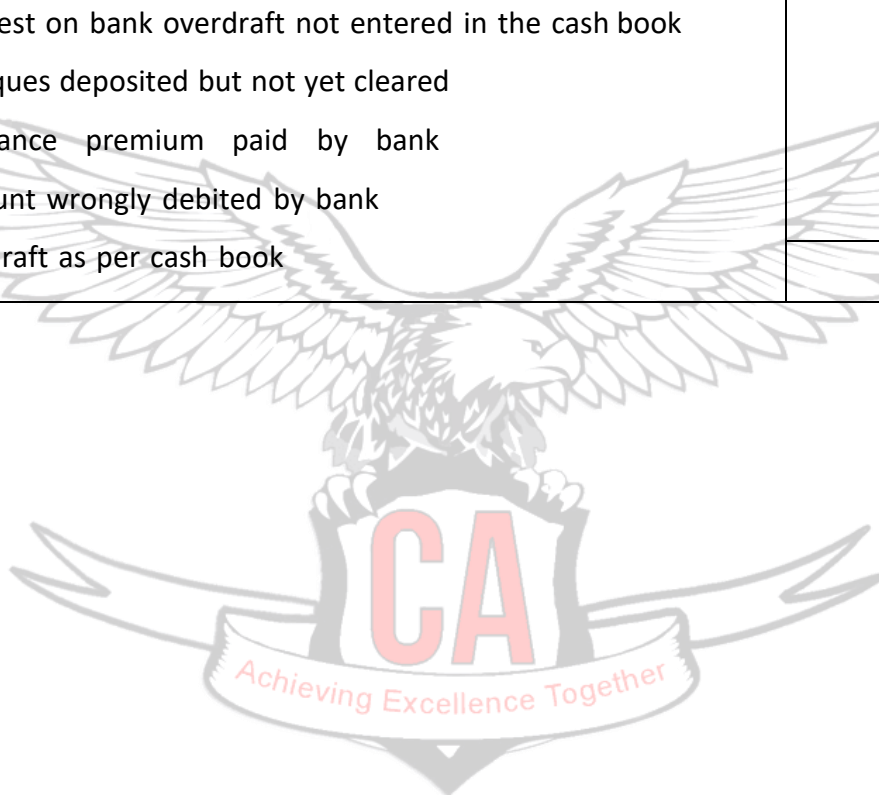 est on bank overdraft not entered in the cash book
ques deposited but not yet cleared
ance premium paid by bank
unt wrongly debited by bank
raft as per cash book
CA
Achieving Excellence Together